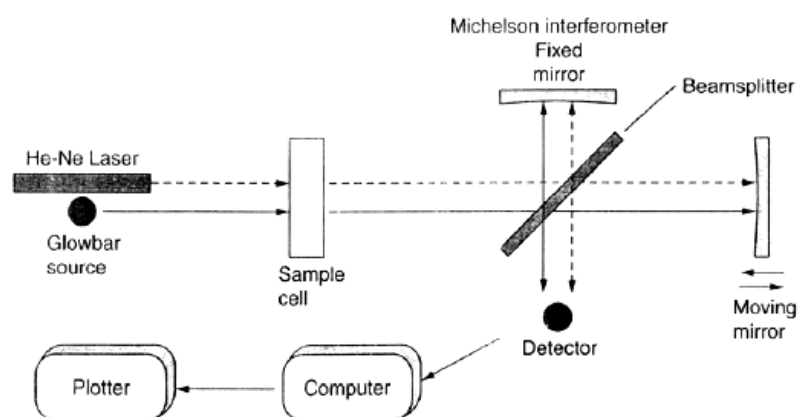 Michelson interferometer
Fixed
mirror
Beamsplitter
He-Ne Laser
Glowbar
source
Sample
cell
Moving
mirror
Detector
Computer
Plotter